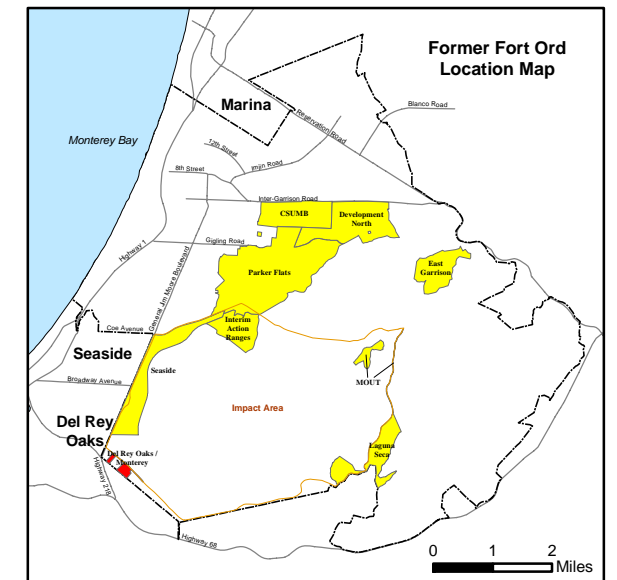 Former Fort Ord
Location Map
Marina
Blanco Road
Reservation Road
Monterey Bay
12th Street
8th Street
Imjin Road
Inter-Garrison Road
CSUMB
Development
North
Highway 1
Gigling Road
General Jim Moore Boulevard
Parker Flats
East
Garrison
Interim
Action
Ranges
Coe Avenue
Seaside
Seaside
Broadway Avenue
MOUT
Impact Area
Del Rey
Oaks
Laguna
Seca
Del Rey Oaks /
Monterey
Highway 218
Highway 68
0 1 2
Miles